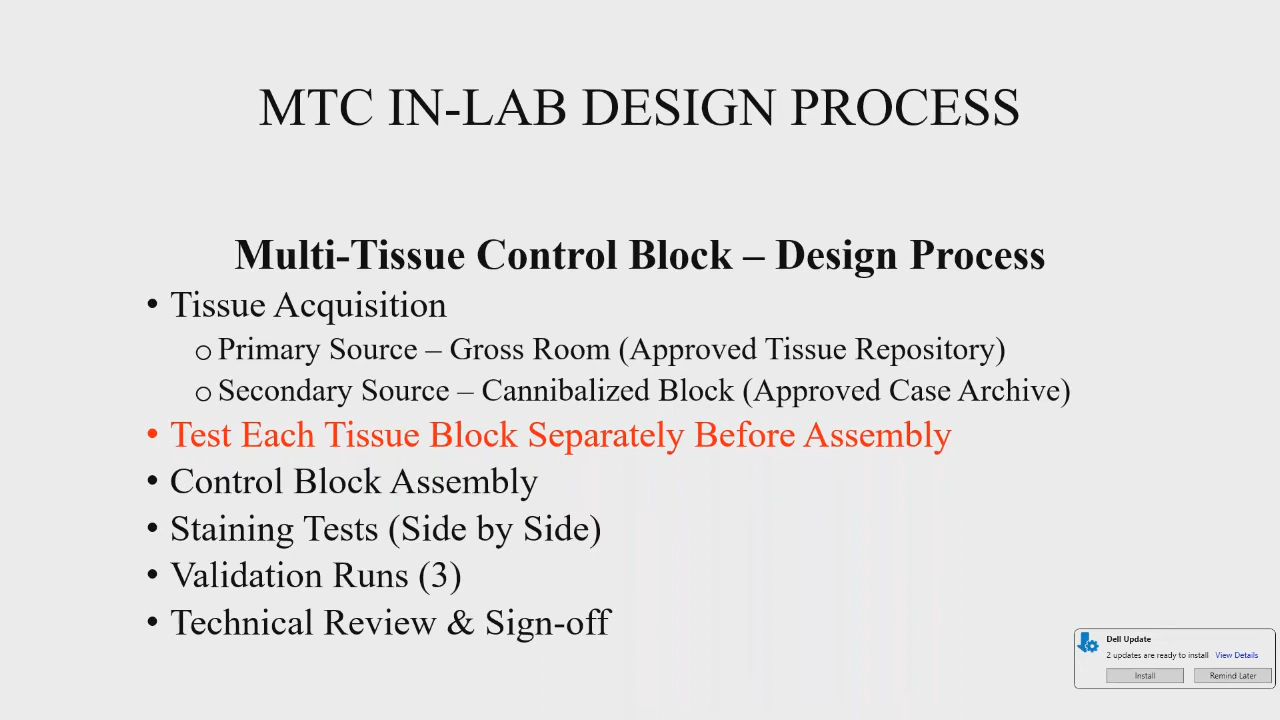 MTC IN-LAB DESIGN PROCESS
Multi-Tissue Control Block – Design Process
• Tissue Acquisition
o Primary Source – Gross Room (Approved Tissue Repository)
o Secondary Source – Cannibalized Block (Approved Case Archive)
• Test Each Tissue Block Separately Before Assembly
• Control Block Assembly
• Staining Tests (Side by Side)
• Validation Runs (3)
• Technical Review & Sign-off
Dell Update
2 updates are ready to install View Details
Install Remind Later